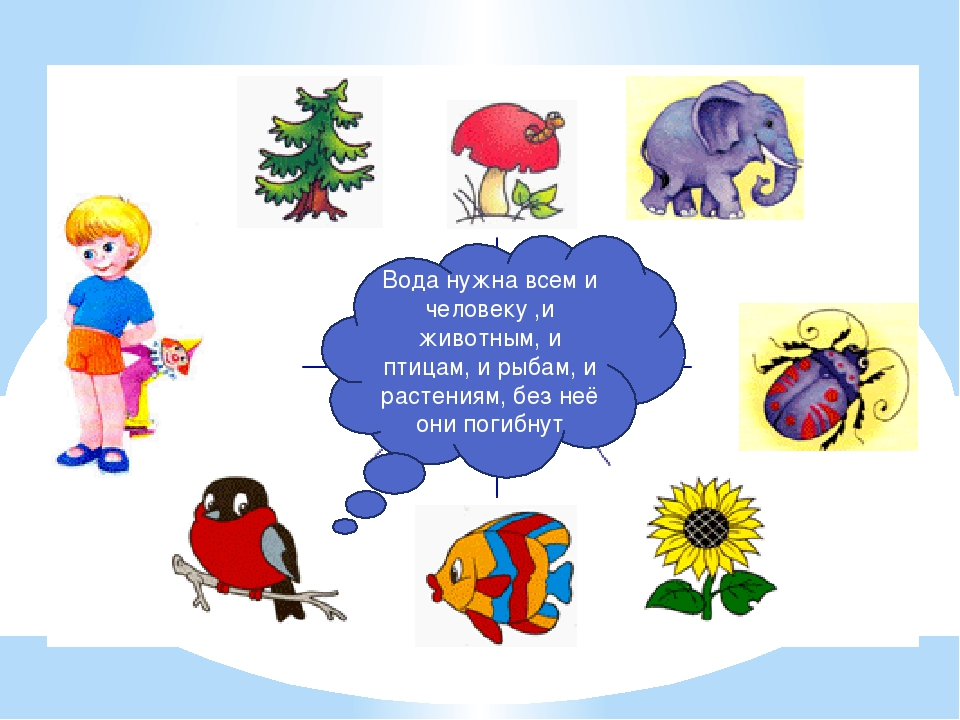 Вода нужна всем и
человеку ,и
животным, и
птицам, и рыбам, и
растениям, без неё
они погибнут